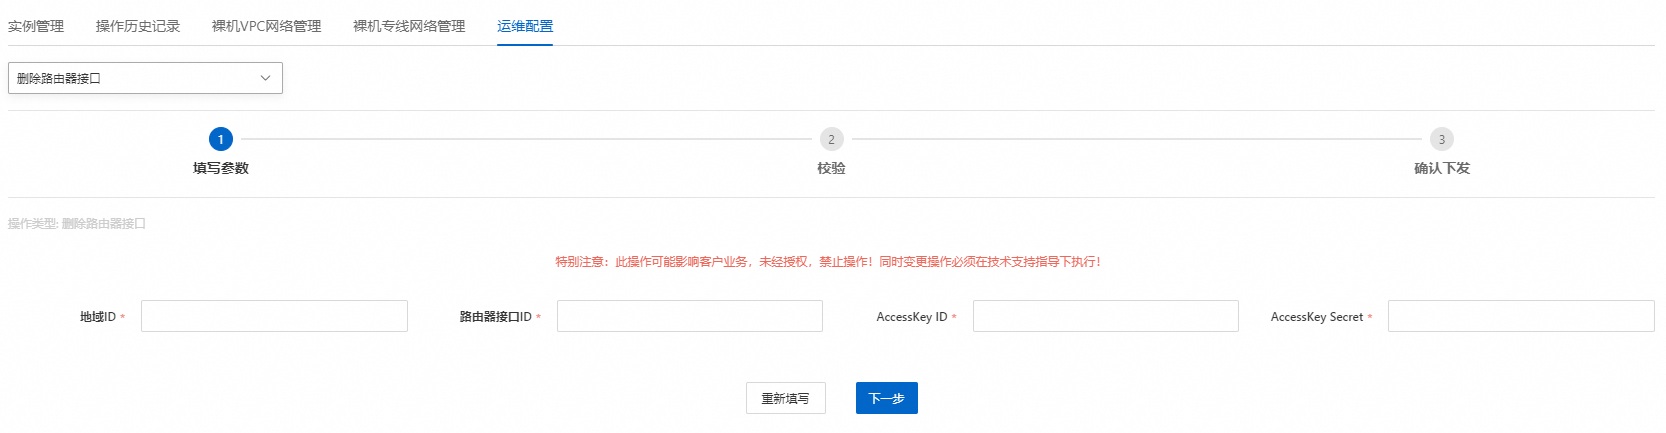 实例管理 操作历史记录 裸机VPC网络管理 裸机专线网络管理 运维配置
删除路由器接口
1 2 3
填写参数 校验 确认下发
操作类型: 删除路由器接口
特别注意：此操作可能影响客户业务，未经授权，禁止操作！同时变更操作必须在技术支持指导下执行！
地域ID * 路由器接口ID * AccessKey ID * AccessKey Secret *
重新填写 下一步